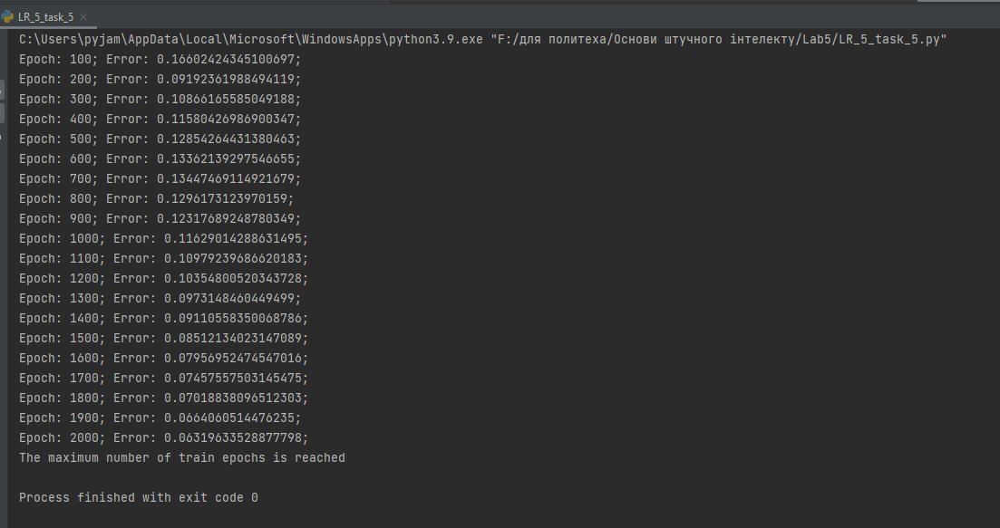 LR_5_task_5
C:\Users\pyjam\AppData\Local\Microsoft\WindowsApps\python3.9.exe "F:/для политеха/Основи штучного інтелекту/Lab5/LR_5_task_5.py"
Epoch: 100; Error: 0.16602424345100697;
Epoch: 200; Error: 0.09192361988494119;
Epoch: 300; Error: 0.10866165585049188;
Epoch: 400; Error: 0.11580426986900347;
Epoch: 500; Error: 0.12854264431380463;
Epoch: 600; Error: 0.13362139297546655;
Epoch: 700; Error: 0.13447469114921679;
Epoch: 800; Error: 0.1296173123970159;
Epoch: 900; Error: 0.12317689248780349;
Epoch: 1000; Error: 0.11629014288631495;
Epoch: 1100; Error: 0.10979239686620183;
Epoch: 1200; Error: 0.10354800520343728;
Epoch: 1300; Error: 0.0973148460449499;
Epoch: 1400; Error: 0.09110558350068786;
Epoch: 1500; Error: 0.08512134023147089;
Epoch: 1600; Error: 0.07956952474547016;
Epoch: 1700; Error: 0.07457557503145475;
Epoch: 1800; Error: 0.07018838096512303;
Epoch: 1900; Error: 0.0664060514476235;
Epoch: 2000; Error: 0.06319633528877798;
The maximum number of train epochs is reached
Process finished with exit code 0